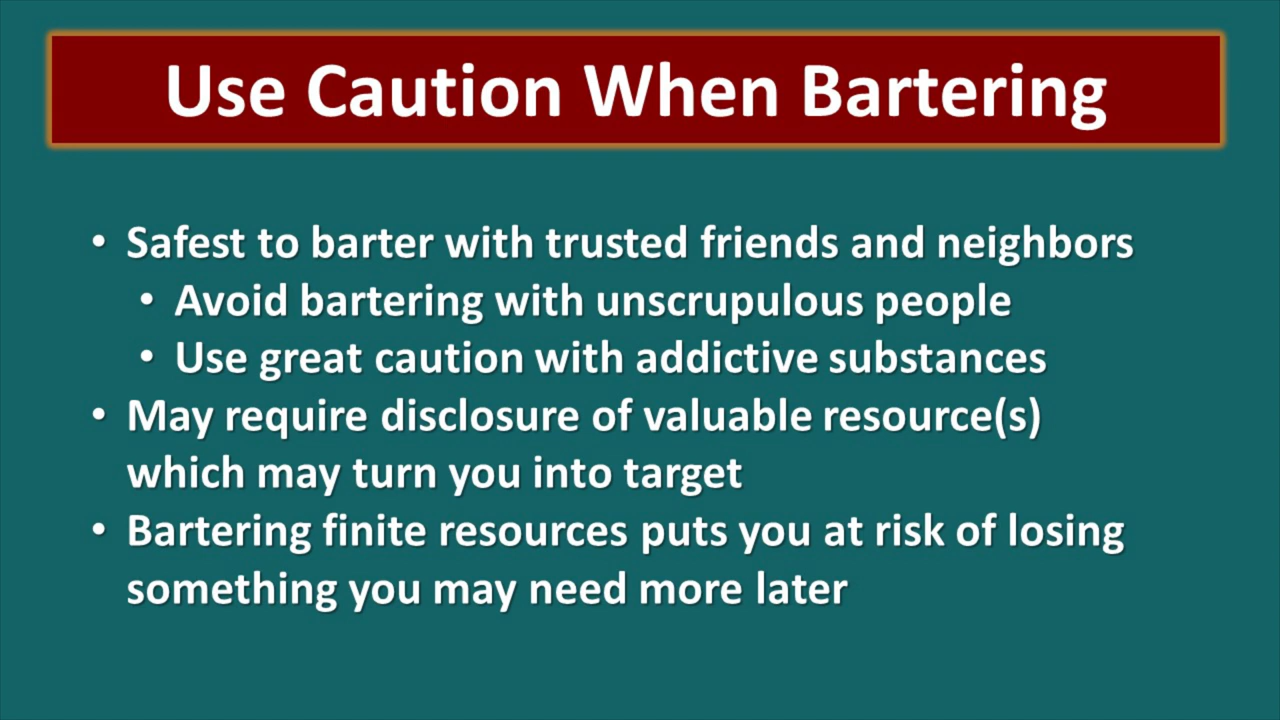 Use Caution When Bartering
• Safest to barter with trusted friends and neighbors
• Avoid bartering with unscrupulous people
• Use great caution with addictive substances
• May require disclosure of valuable resource(s)
which may turn you into target
• Bartering finite resources puts you at risk of losing
something you may need more later